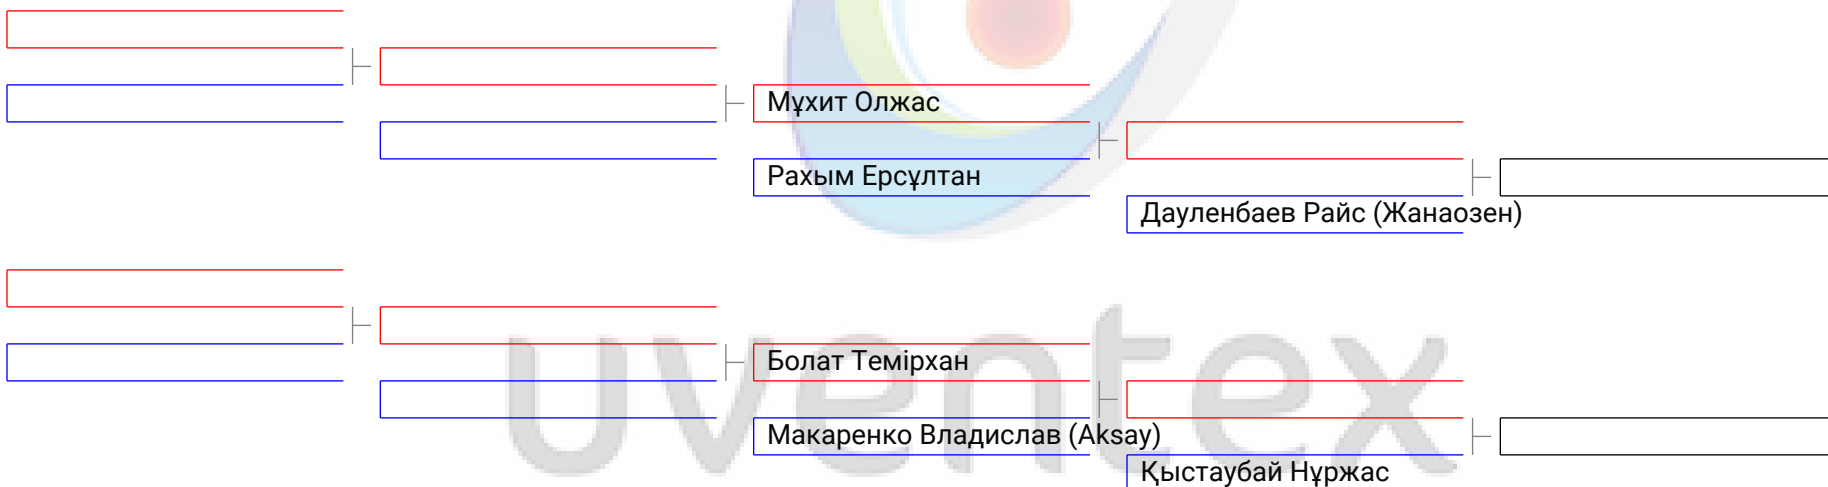 Мұхит Олжас
Рахым Ерсұлтан
Дауленбаев Райс (Жанаозен)
Болат Темірхан
Макаренко Владислав (Aksay)
Қыстаубай Нұржас
uventex